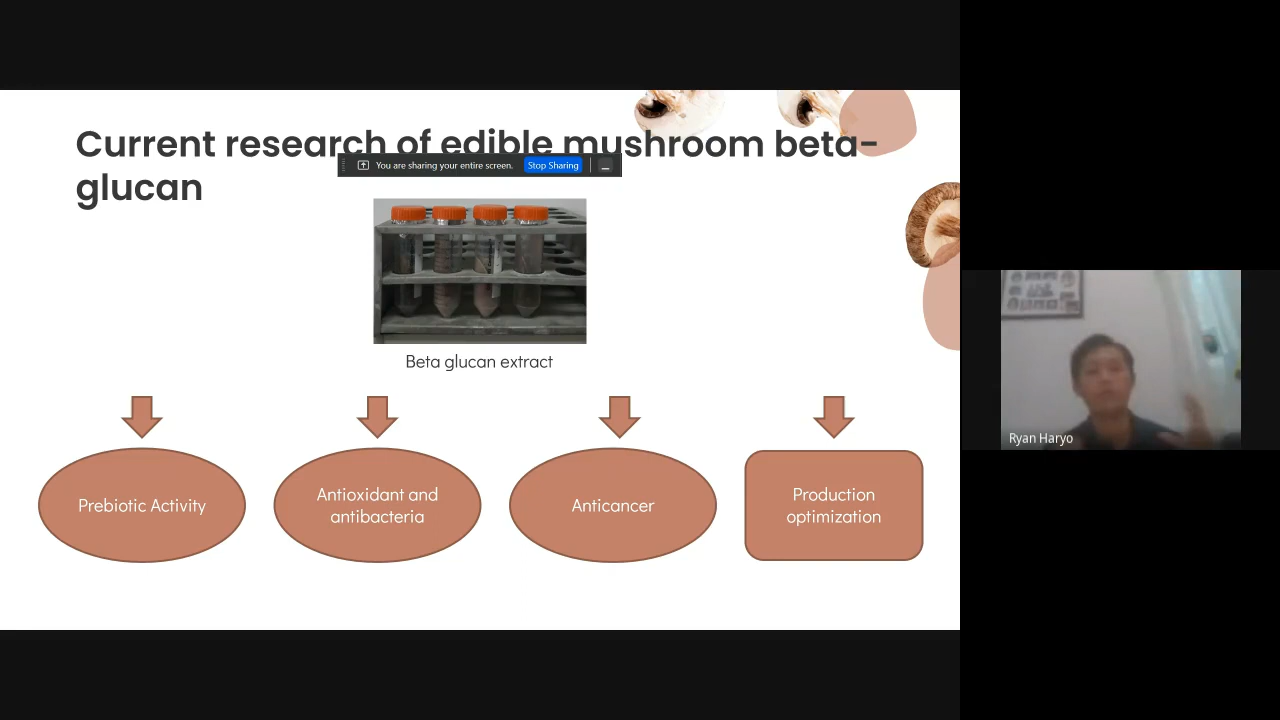 Current research of edible mushroom beta-
glucan
You are sharing your entire screen.
Stop Sharing
Beta glucan extract
Prebiotic Activity
Antioxidant and
antibacteria
Anticancer
Production
optimization
Ryan Haryo